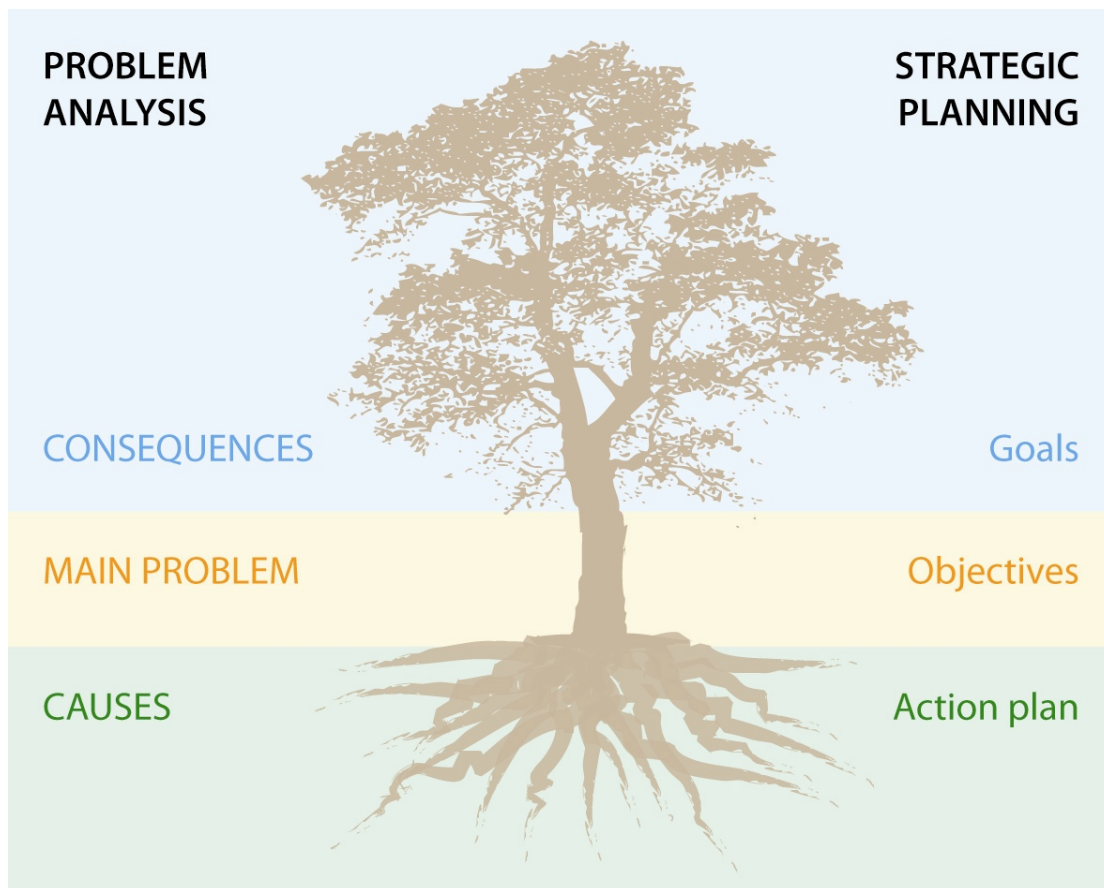 PROBLEM
ANALYSIS
STRATEGIC
PLANNING
CONSEQUENCES
Goals
MAIN PROBLEM
Objectives
CAUSES
Action plan